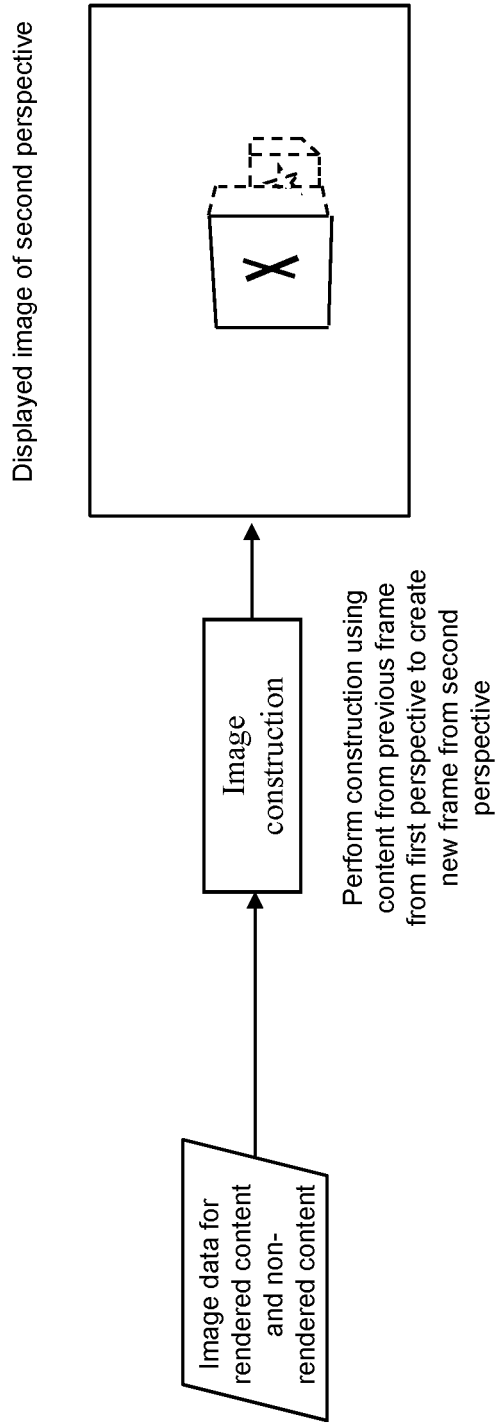 Image data for
rendered content
and non-
rendered content
Image
construction
Perform construction using
content from previous frame
from first perspective to create
new frame from second
perspective
Displayed image of second perspective
X